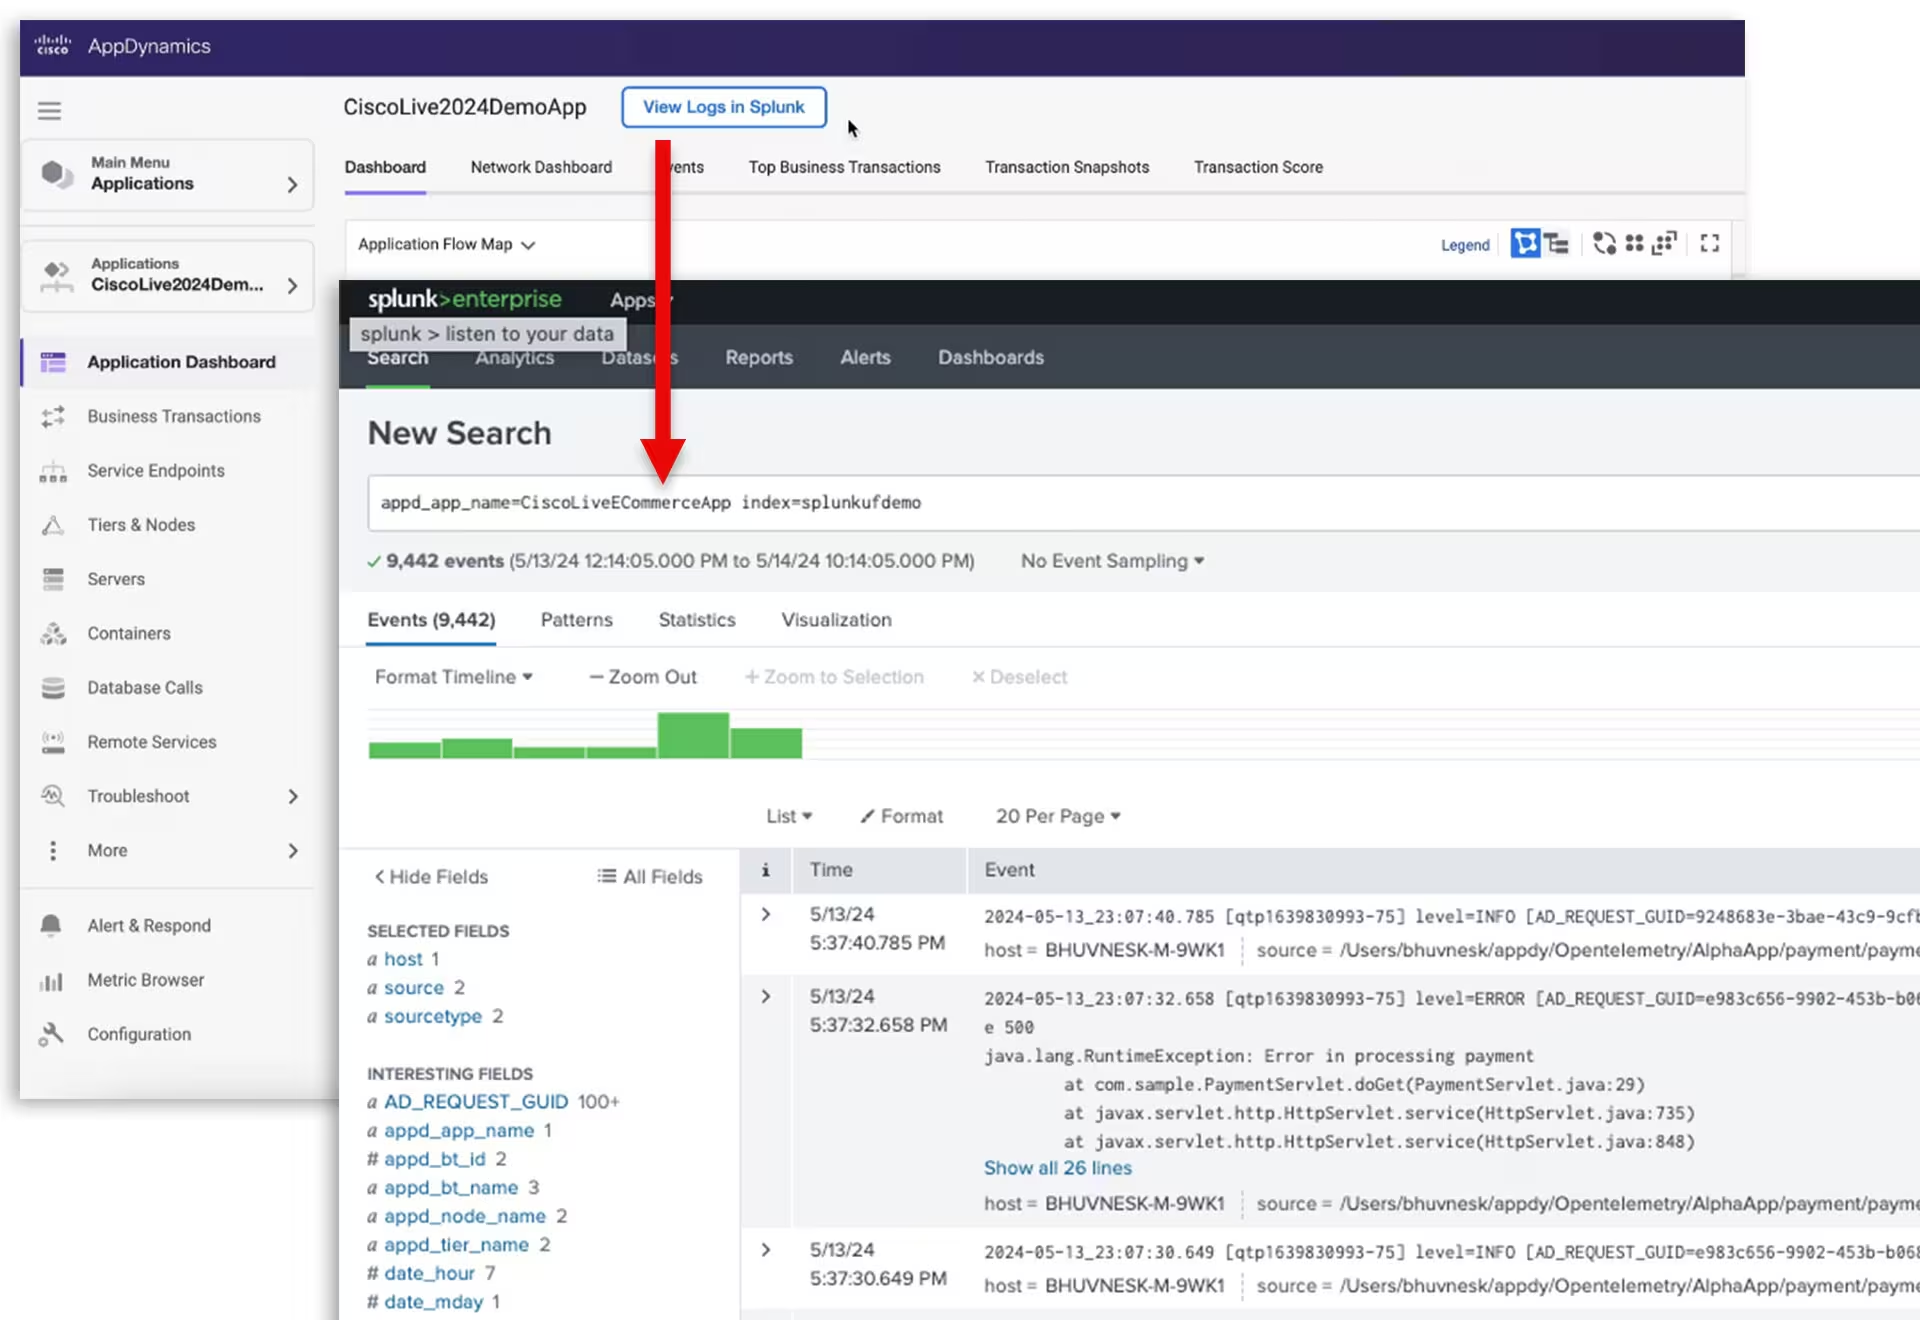 cisco AppDynamics
CiscoLive2024DemoApp
View Logs in Splunk
Main Menu
Applications
Dashboard
Network Dashboard
Top Business Transactions
Transaction Snapshots
Transaction Score
Applications
CiscoLive2024Dem...
Application Flow Map
Legend
Application Dashboard
Business Transactions
Service Endpoints
Tiers & Nodes
Servers
Containers
Database Calls
Remote Services
Troubleshoot
More
Alert & Respond
Metric Browser
Configuration
splunk>enterprise
Apps
splunk > listen to your data
Search
Analytics
Reports
Alerts
Dashboards
New Search
appd_app_name=CiscoLiveECommerceApp index=splunkufdemo
9,442 events (5/13/24 12:14:05.000 PM to 5/14/24 10:14:05.000 PM)
No Event Sampling
Events (9,442)
Patterns
Statistics
Visualization
Format Timeline
— Zoom Out
+ Zoom to Selection
× Deselect
List
Format
20 Per Page
< Hide Fields
All Fields
SELECTED FIELDS
a host 1
a source 2
a sourcetype 2
INTERESTING FIELDS
a AD_REQUEST_GUID 100+
a appd_app_name 1
# appd_bt_id 2
a appd_bt_name 3
a appd_node_name 2
a appd_tier_name 2
# date_hour 7
# date_mday 1
i
Time
Event
5/13/24
5:37:40.785 PM
2024-05-13_23:07:40.785 [qtp1639830993-75] level=INFO [AD_REQUEST_GUID=9248683e-3bae-43c9-9cf
host = BHUVNESK-M-9WK1
source = /Users/bhuvnesk/appdy/Opentelemetry/AlphaApp/payment/payme
5/13/24
5:37:32.658 PM
2024-05-13_23:07:32.658 [qtp1639830993-75] level=ERROR [AD_REQUEST_GUID=e983c656-9902-453b-b06
e 500
java.lang.RuntimeException: Error in processing payment
at com.sample.PaymentServlet.doGet(PaymentServlet.java:29)
at javax.servlet.http.HttpServlet.service(HttpServlet.java:735)
at javax.servlet.http.HttpServlet.service(HttpServlet.java:848)
Show all 26 lines
host = BHUVNESK-M-9WK1
source = /Users/bhuvnesk/appdy/Opentelemetry/AlphaApp/payment/payme
5/13/24
5:37:30.649 PM
2024-05-13_23:07:30.649 [qtp1639830993-75] level=INFO [AD_REQUEST_GUID=e983c656-9902-453b-b068
host = BHUVNESK-M-9WK1
source = /Users/bhuvnesk/appdy/Opentelemetry/AlphaApp/payment/payme